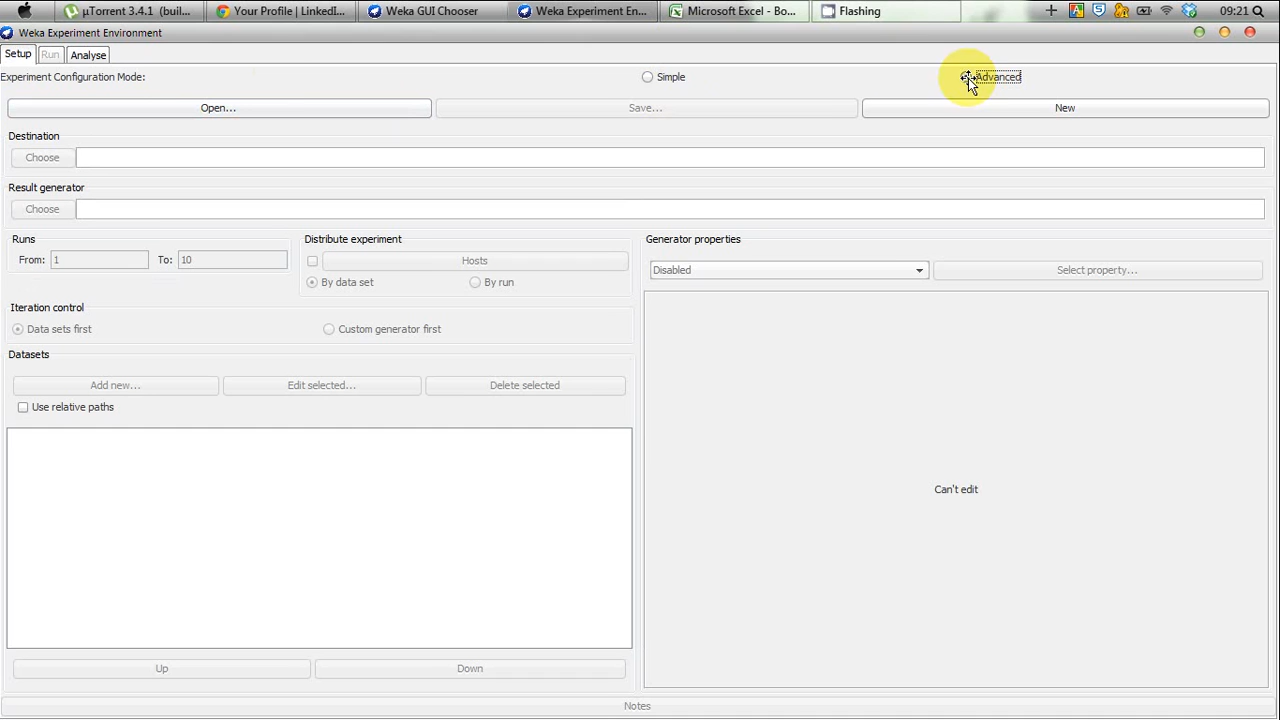 µTorrent 3.4.1 (buil...
Your Profile | LinkedI...
Weka GUI Chooser
Weka Experiment En...
Microsoft Excel - Bo...
Flashing
09:21
Weka Experiment Environment
Setup Run Analyse
Experiment Configuration Mode: Simple Advanced
Open... Save... New
Destination
Choose
Result generator
Choose
Runs Distribute experiment Generator properties
From: 1 To: 10 Hosts Disabled Select property...
By data set By run
Iteration control
Data sets first Custom generator first
Datasets
Add new... Edit selected... Delete selected
Use relative paths
Can't edit
Up Down
Notes